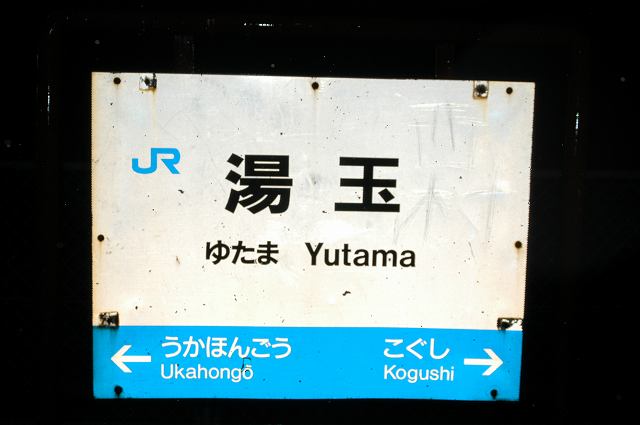 JR
湯玉
ゆたま Yutama
うかほんごう こぐし
← Ukahongō Kogushi →